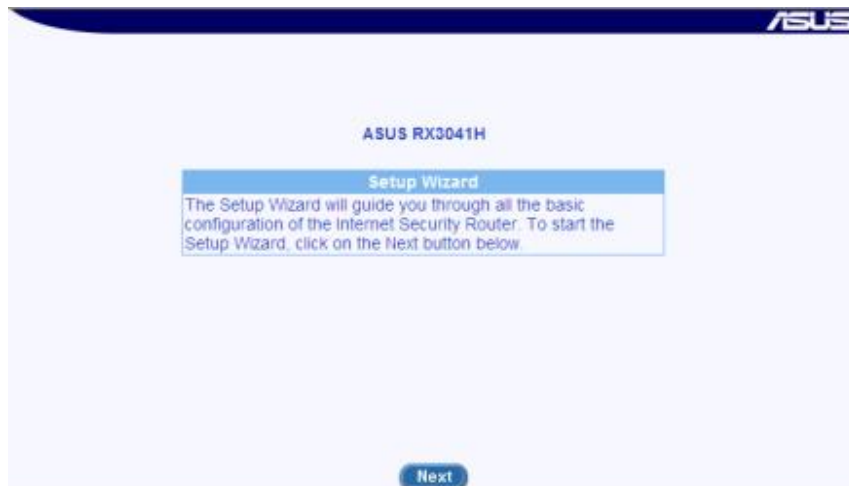 ASUS
ASUS RX3041H
Setup Wizard
The Setup Wizard will guide you through all the basic
configuration of the Internet Security Router. To start the
Setup Wizard, click on the Next button below.
Next